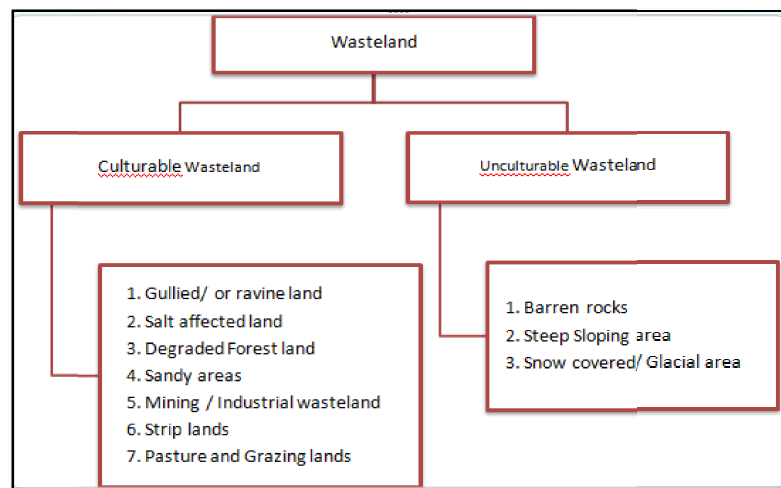 Wasteland
Culturable Wasteland
Unculturable Wasteland
1. Gullied/ or ravine land
2. Salt affected land
3. Degraded Forest land
4. Sandy areas
5. Mining / Industrial wasteland
6. Strip lands
7. Pasture and Grazing lands
1. Barren rocks
2. Steep Sloping area
3. Snow covered/ Glacial area